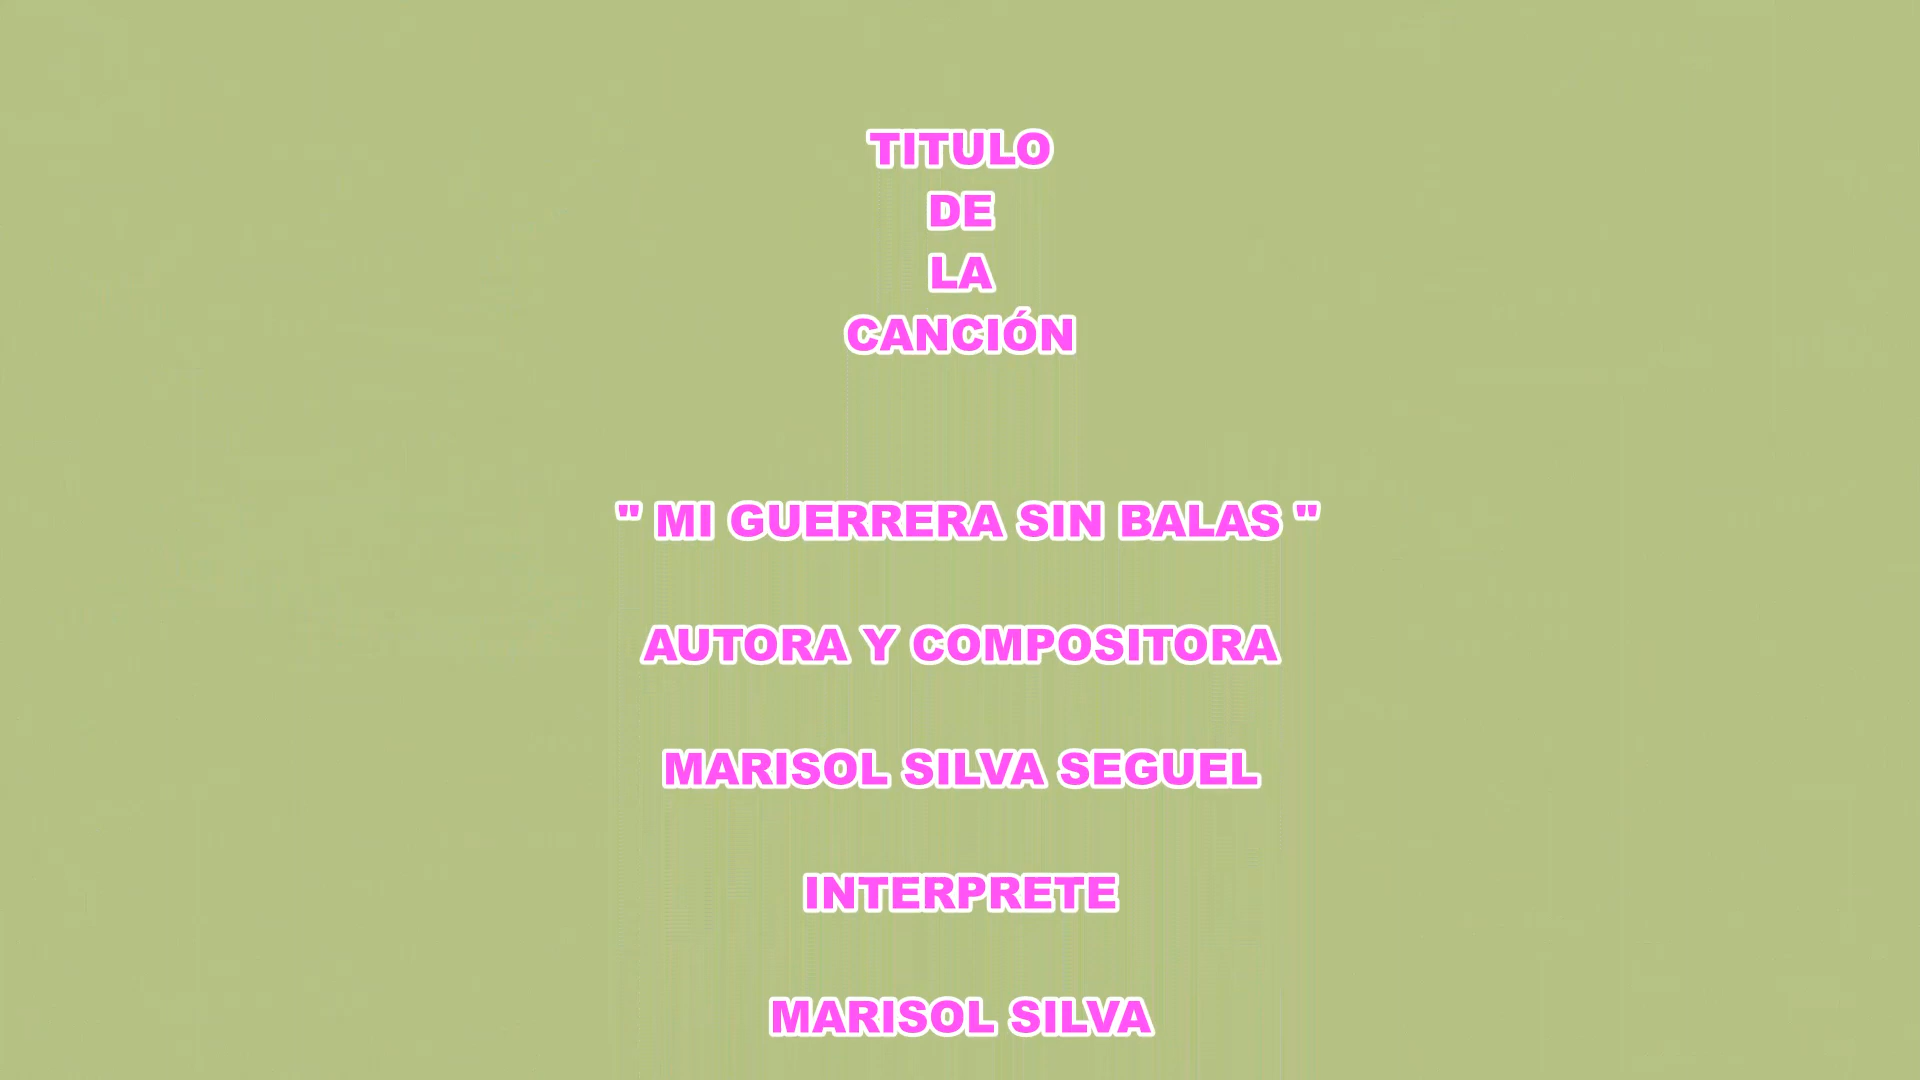 TITULO
DE
LA
CANCIÓN
" MI GUERRERA SIN BALAS "
AUTORA Y COMPOSITORA
MARISOL SILVA SEGUEL
INTERPRETE
MARISOL SILVA